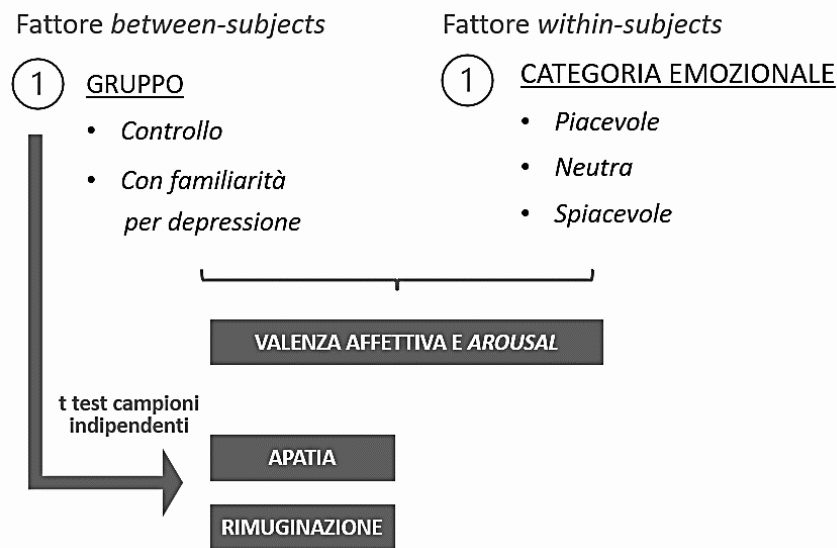 Fattore between-subjects
1 GRUPPO
• Controllo
• Con familiarità
per depressione
Fattore within-subjects
1 CATEGORIA EMOZIONALE
• Piacevole
• Neutra
• Spiacevole
VALENZA AFFETTIVA E AROUSAL
t test campioni
indipendenti
APATIA
RIMUGINAZIONE